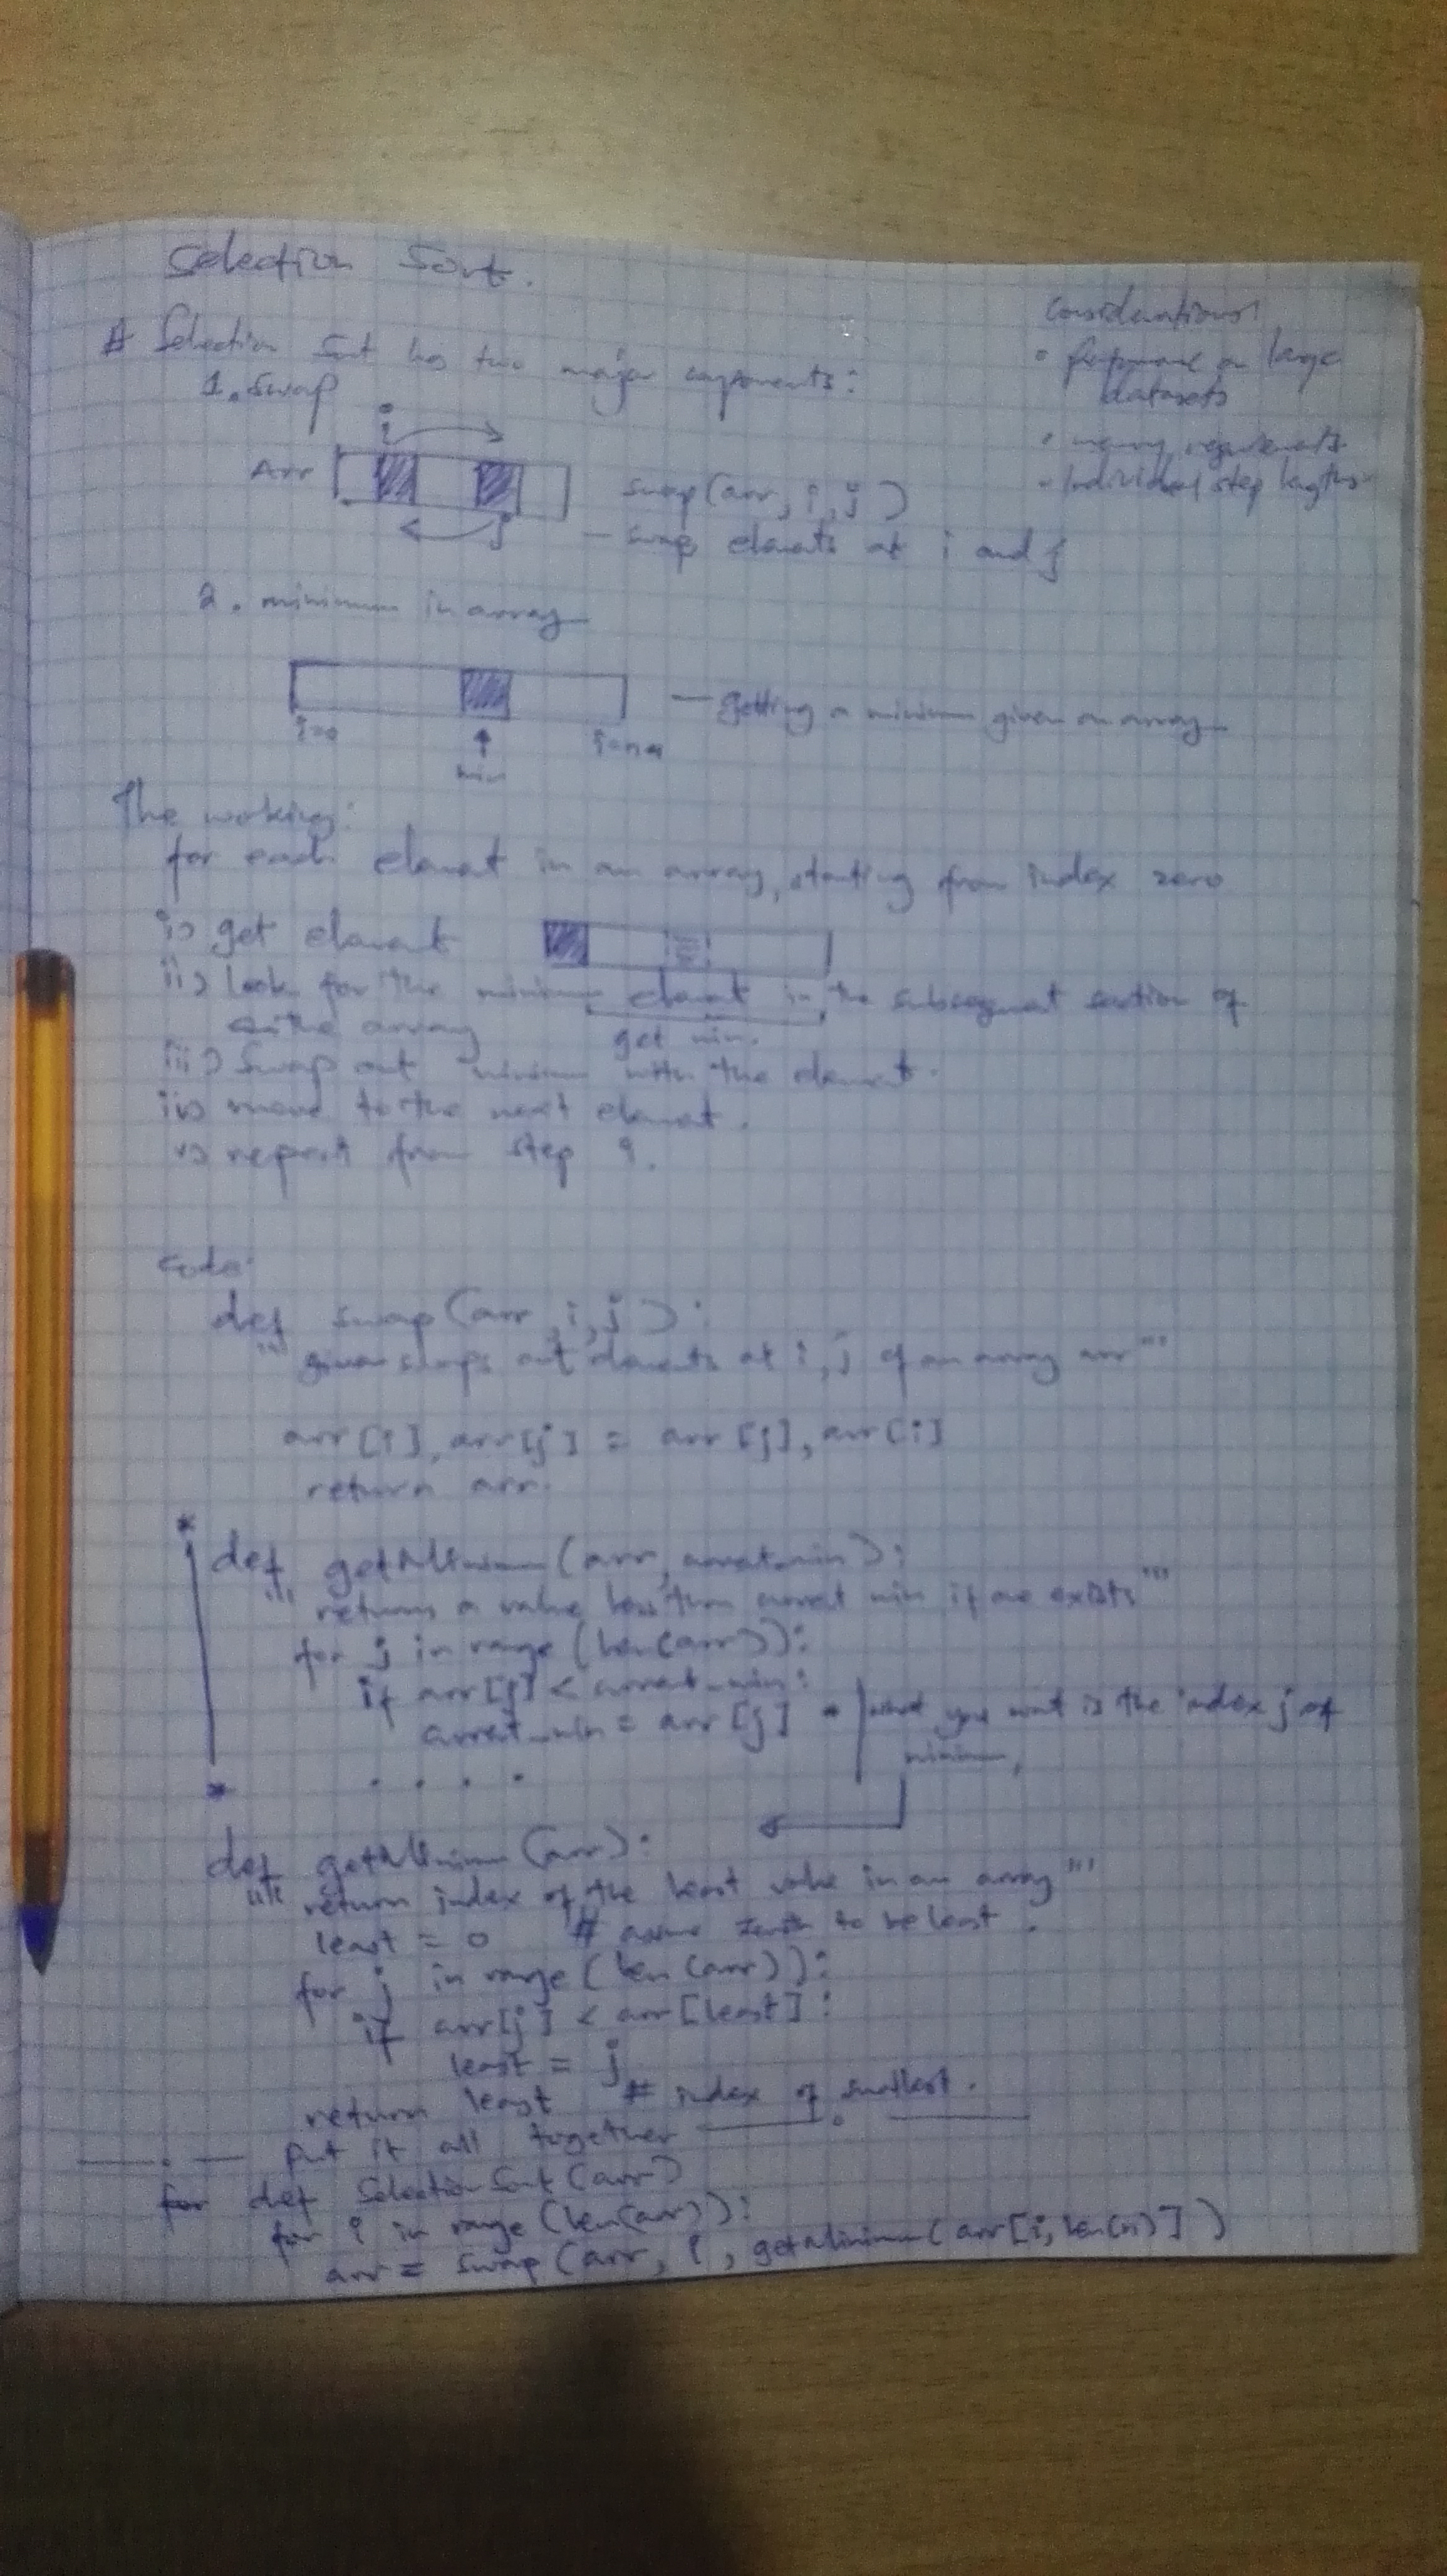 Selection Sort.
# Selection Sort has two major components:
1. Swap
i
Arr
j
swap(arr, i, j)
– swap elements at i and j
Considerations:
• performance on large
datasets
• memory requirements
• Individual step lengths
2. minimum in array
i=0
min
— getting a minimum given an array
The working:
for each element in an array, starting from index zero
i) get element
ii) look for the minimum element in the subsequent section of
the array
get min.
iii) Swap out minimum with the element.
iv) move to the next element.
v) repeat from step i.
Code:
def swap(arr, i, j):
""" swaps out elements at i, j of an array arr """
arr[i], arr[j] = arr[j], arr[i]
return arr.
* def getMinimum(arr, current_min):
""" returns a value less than current min if one exists """
for j in range(len(arr)):
if arr[j] < current_min:
current_min = arr[j] * what you want is the index j of
minimum,
* . . . .
def getMinimum(arr):
""" return index of the least value in an array """
least = 0 # assume zeroth to be least.
for j in range(len(arr)):
if arr[j] < arr[least]:
least = j
return least # index of smallest.
put it all together
for def SelectionSort(arr)
for i in range(len(arr)):
arr = swap(arr, i, getMinimum(arr[i, len(arr)])